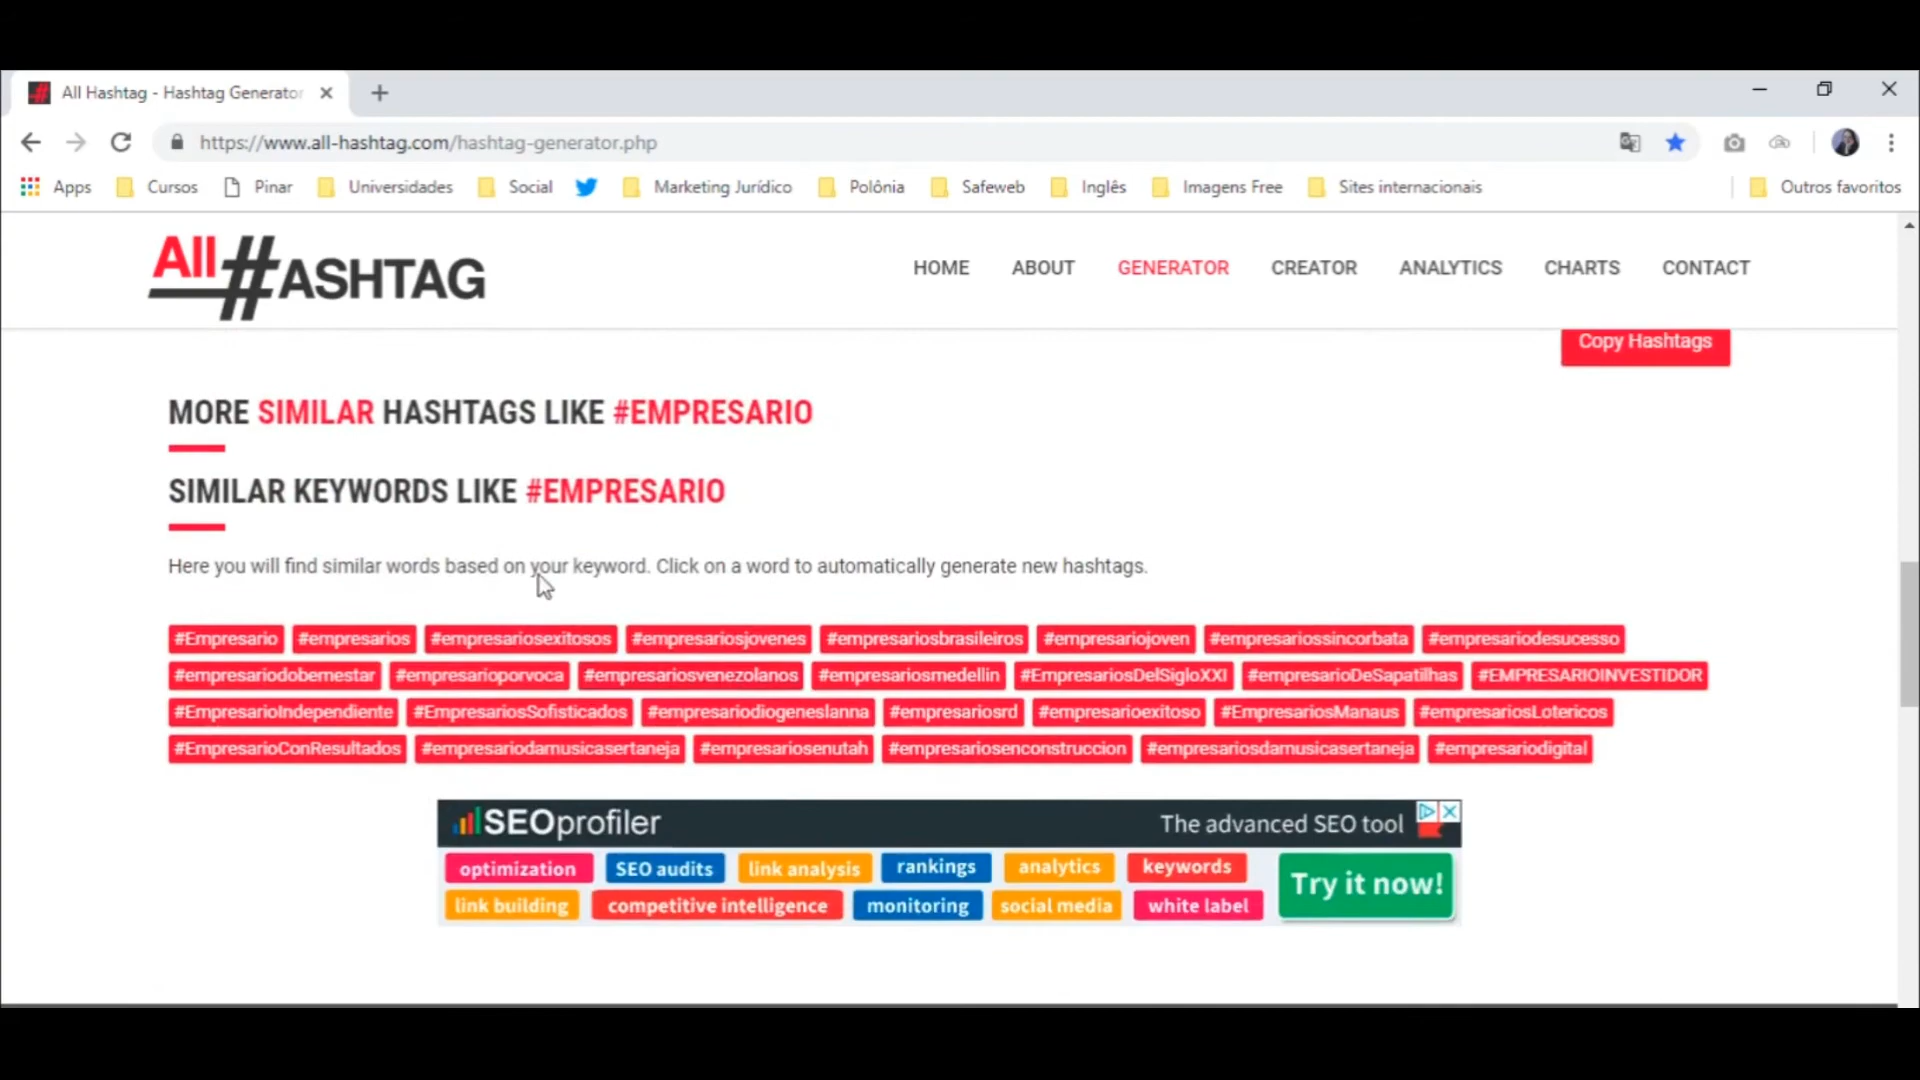 All Hashtag - Hashtag Generator
https://www.all-hashtag.com/hashtag-generator.php
Apps Cursos Pinar Universidades Social Marketing Jurídico Polônia Safeweb Inglês Imagens Free Sites internacionais Outros favoritos
All #ASHTAG
HOME ABOUT GENERATOR CREATOR ANALYTICS CHARTS CONTACT
Copy Hashtags
MORE SIMILAR HASHTAGS LIKE #EMPRESARIO
SIMILAR KEYWORDS LIKE #EMPRESARIO
Here you will find similar words based on your keyword. Click on a word to automatically generate new hashtags.
#Empresario #empresarios #empresariosexitosos #empresariosjovenes #empresariosbrasileiros #empresariojoven #empresariossincorbata #empresariodesucesso
#empresariodobemestar #empresarioporvoca #empresariosvenezolanos #empresariosmedellin #EmpresariosDelSigloXXI #empresarioDeSapatilhas #EMPRESARIOINVESTIDOR
#EmpresarioIndependiente #EmpresariosSofisticados #empresariodiogeneslanna #empresariosrd #empresarioexitoso #EmpresariosManaus #empresariosLotericos
#EmpresarioConResultados #empresariodamusicasertaneja #empresariosenutah #empresariosenconstruccion #empresariosdamusicasertaneja #empresariodigital
SEOprofiler The advanced SEO tool
optimization SEO audits link analysis rankings analytics keywords
Try it now!
link building competitive intelligence monitoring social media white label